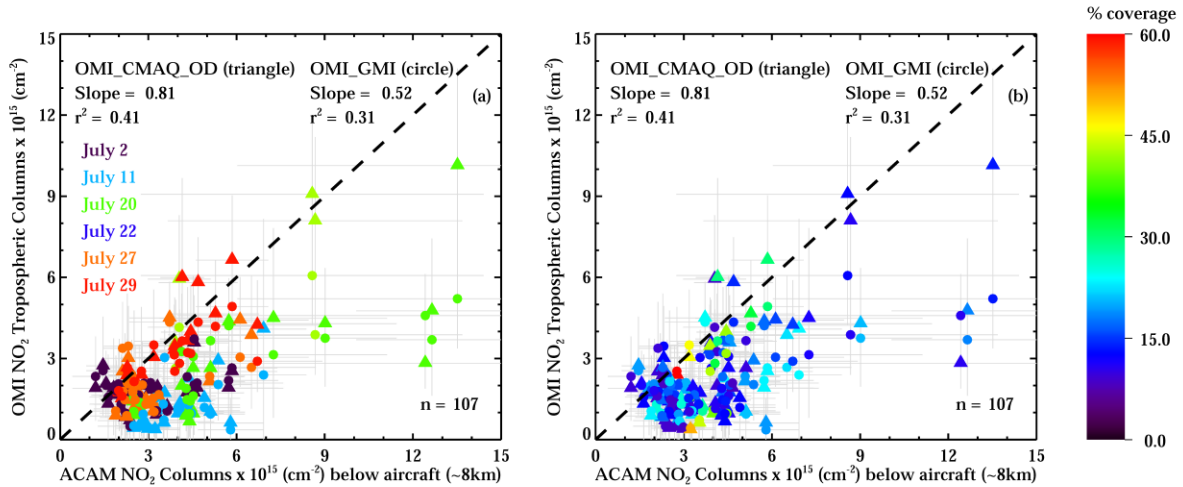 % coverage
15
12
9
6
3
0
OMI NO₂ Tropospheric Columns x 10¹⁵ (cm⁻²)
OMI_CMAQ_OD (triangle) OMI_GMI (circle)
Slope = 0.81 Slope = 0.52 (a)
r² = 0.41 r² = 0.31
July 2
July 11
July 20
July 22
July 27
July 29
n = 107
0 3 6 9 12 15
ACAM NO₂ Columns x 10¹⁵ (cm⁻²) below aircraft (~8km)
15
12
9
6
3
0
OMI NO₂ Tropospheric Columns x 10¹⁵ (cm⁻²)
OMI_CMAQ_OD (triangle) OMI_GMI (circle)
Slope = 0.81 Slope = 0.52 (b)
r² = 0.41 r² = 0.31
n = 107
0 3 6 9 12 15
ACAM NO₂ Columns x 10¹⁵ (cm⁻²) below aircraft (~8km)
60.0
45.0
30.0
15.0
0.0